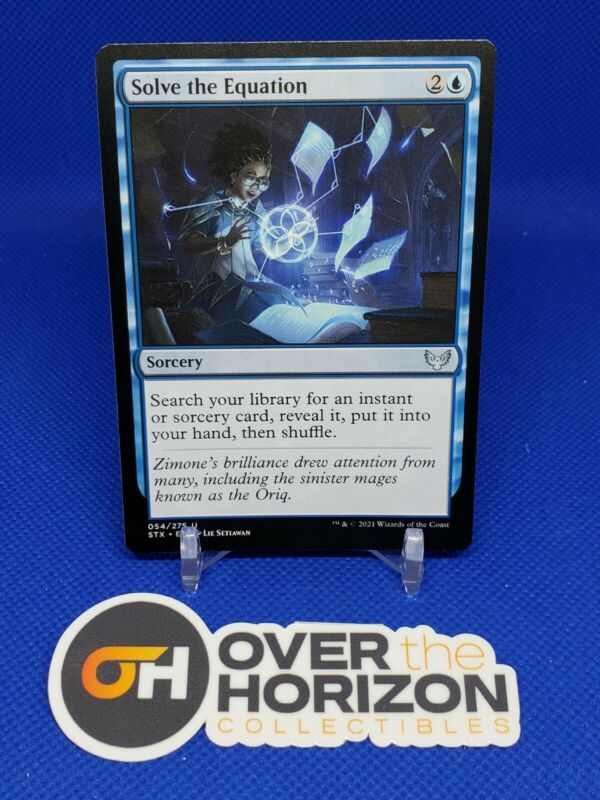 Solve the Equation 2
Sorcery
Search your library for an instant
or sorcery card, reveal it, put it into
your hand, then shuffle.
Zimone's brilliance drew attention from
many, including the sinister mages
known as the Oriq.
054/275 U
™ & © 2021 Wizards of the Coast
STX • Lie Setiawan
OH OVER the
HORIZON
COLLECTIBLES